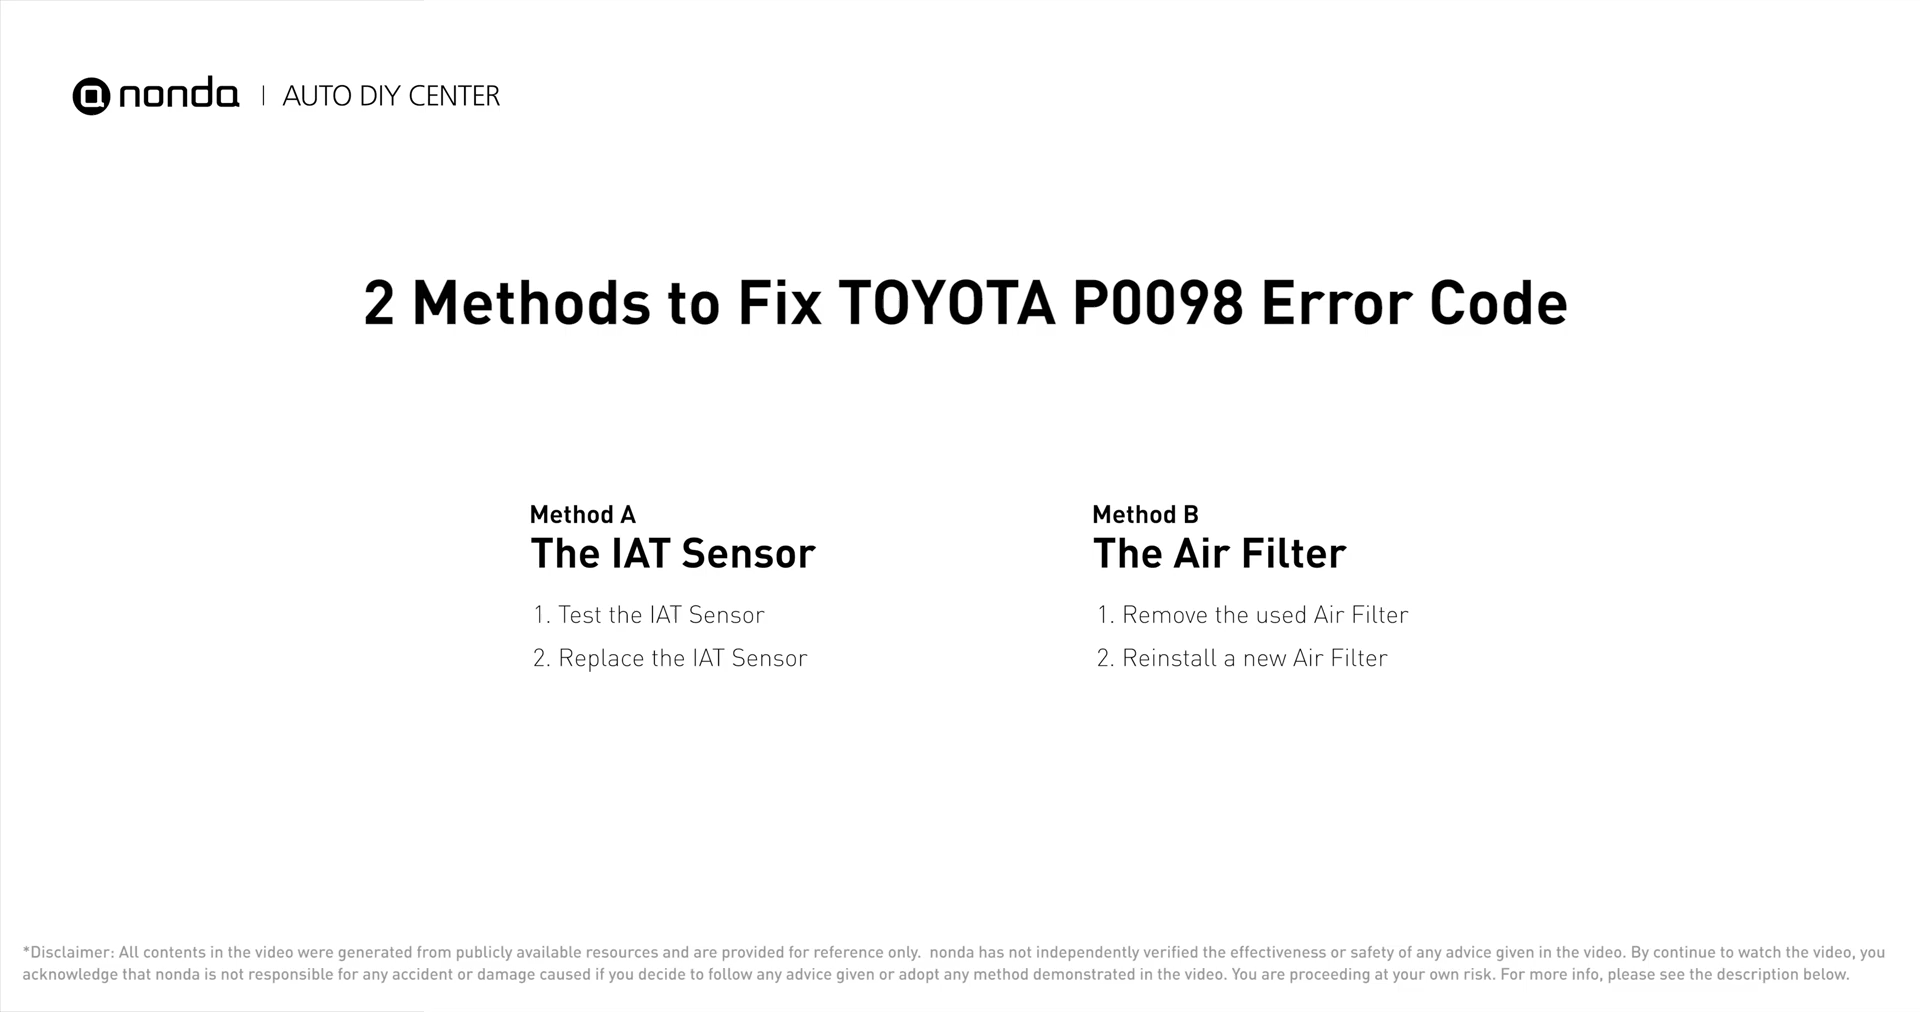 nonda | AUTO DIY CENTER
2 Methods to Fix TOYOTA P0098 Error Code
Method A
The IAT Sensor
1. Test the IAT Sensor
2. Replace the IAT Sensor
Method B
The Air Filter
1. Remove the used Air Filter
2. Reinstall a new Air Filter
*Disclaimer: All contents in the video were generated from publicly available resources and are provided for reference only.  nonda has not independently verified the effectiveness or safety of any advice given in the video. By continue to watch the video, you
acknowledge that nonda is not responsible for any accident or damage caused if you decide to follow any advice given or adopt any method demonstrated in the video. You are proceeding at your own risk. For more info, please see the description below.